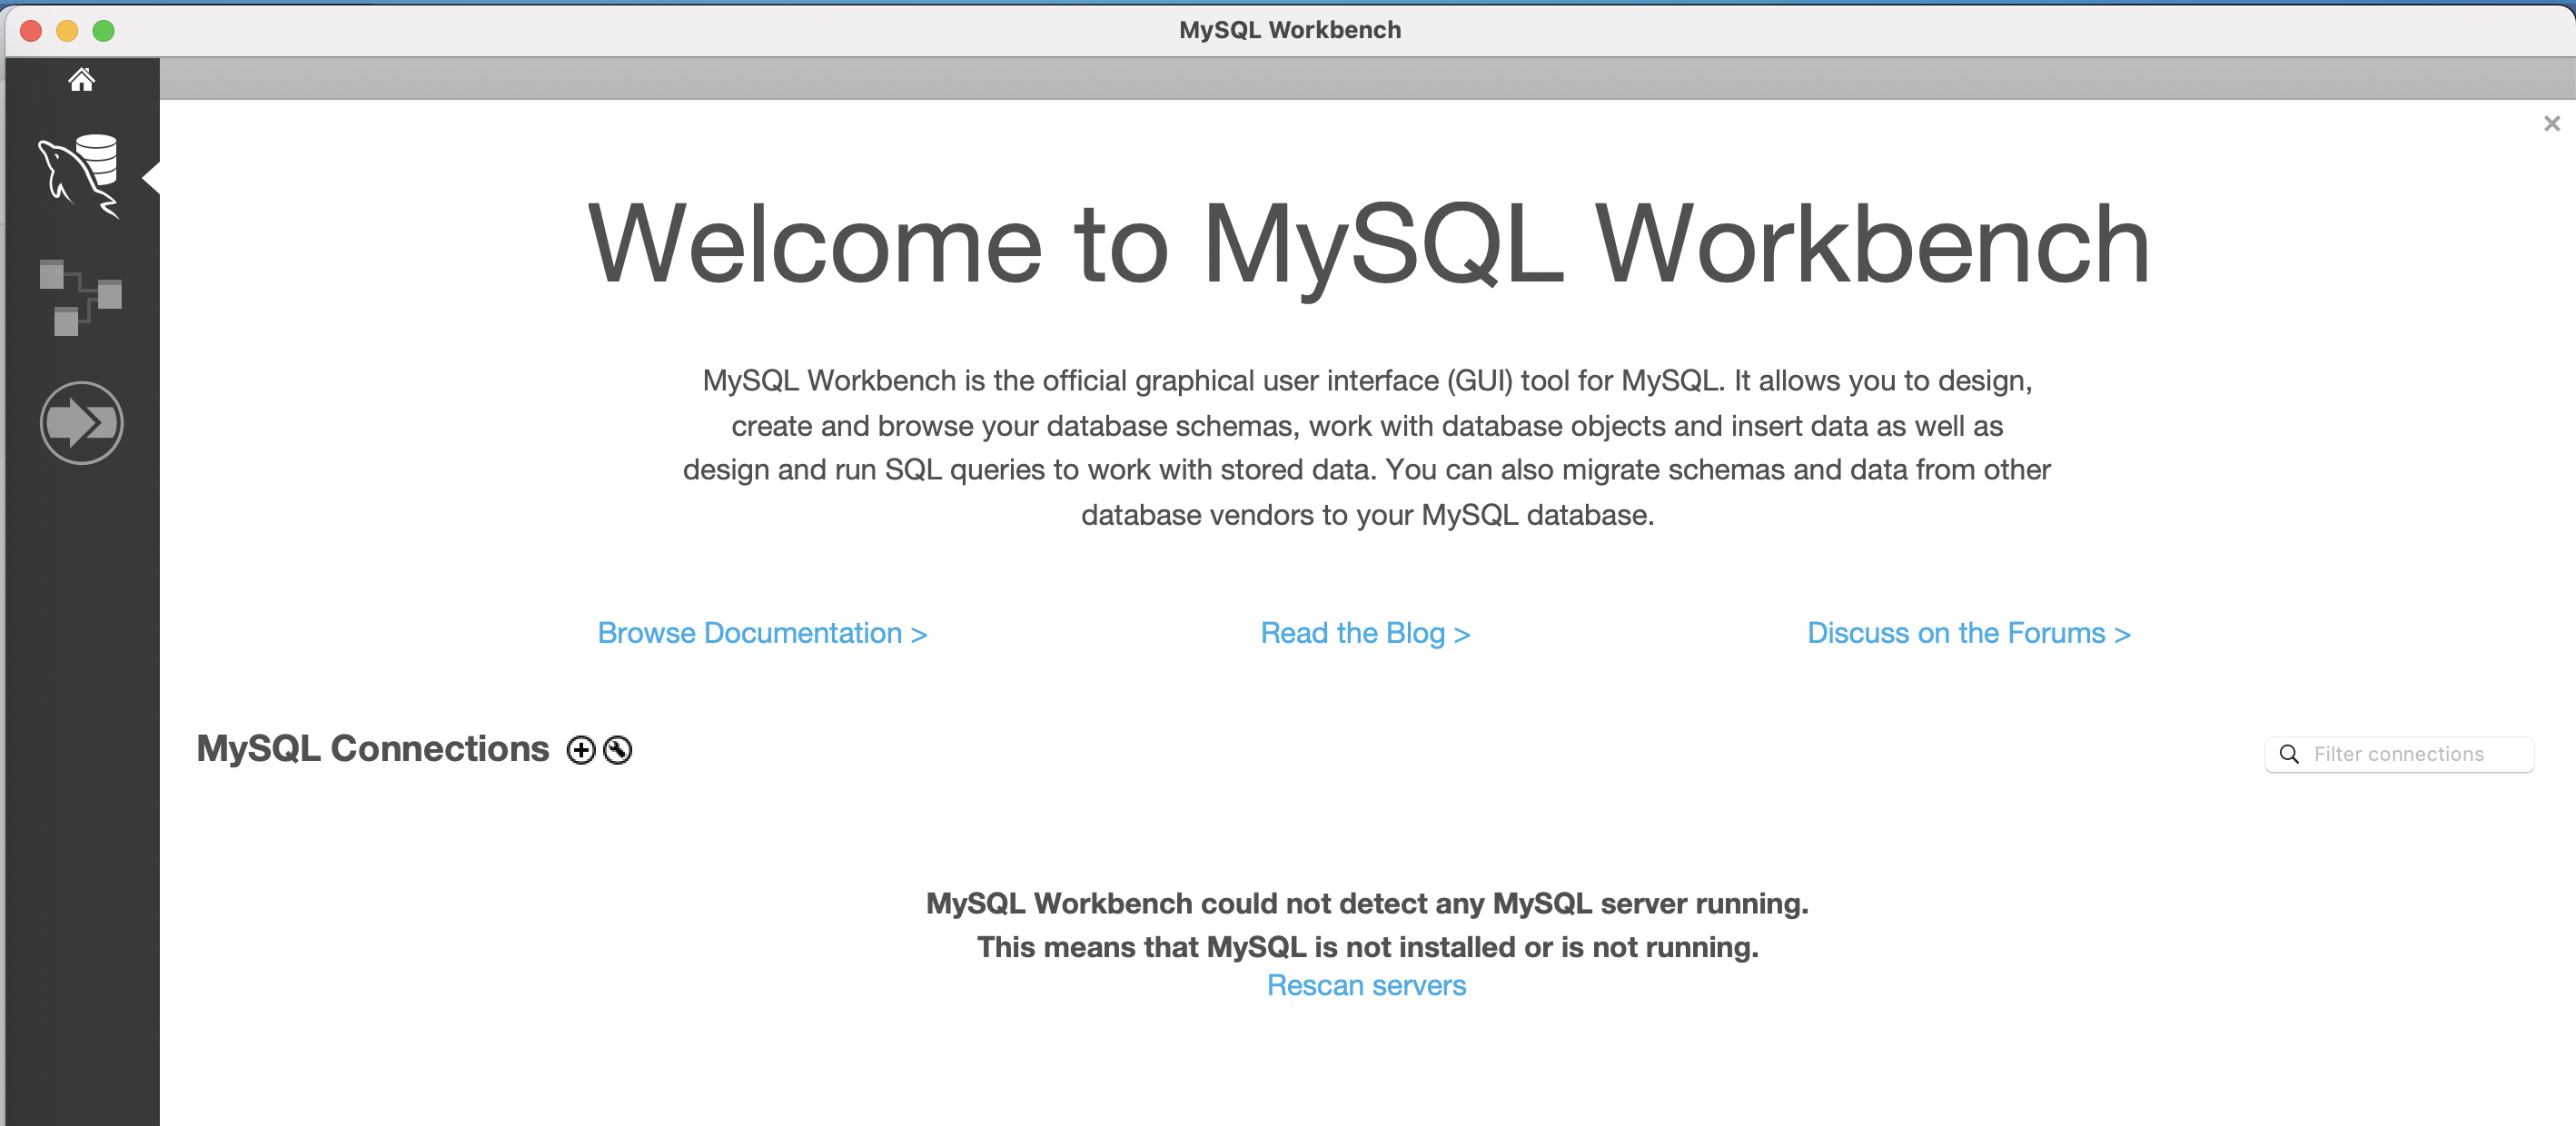 MySQL Workbench
Welcome to MySQL Workbench
MySQL Workbench is the official graphical user interface (GUI) tool for MySQL. It allows you to design,
create and browse your database schemas, work with database objects and insert data as well as
design and run SQL queries to work with stored data. You can also migrate schemas and data from other
database vendors to your MySQL database.
Browse Documentation >
Read the Blog >
Discuss on the Forums >
MySQL Connections
Filter connections
MySQL Workbench could not detect any MySQL server running.
This means that MySQL is not installed or is not running.
Rescan servers